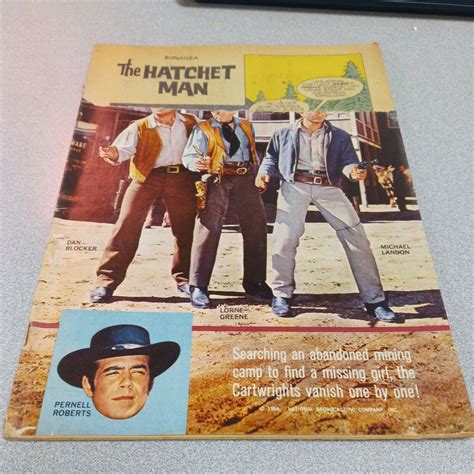 BONANZA
The HATCHET
MAN
WARE
DAN
BLOCKER
LORNE
GREENE
MICHAEL
LANDON
PERNELL
ROBERTS
Searching an abandoned mining
camp to find a missing girl, the
Cartwrights vanish one by one!
© 1964, NATIONAL BROADCASTING COMPANY, INC.